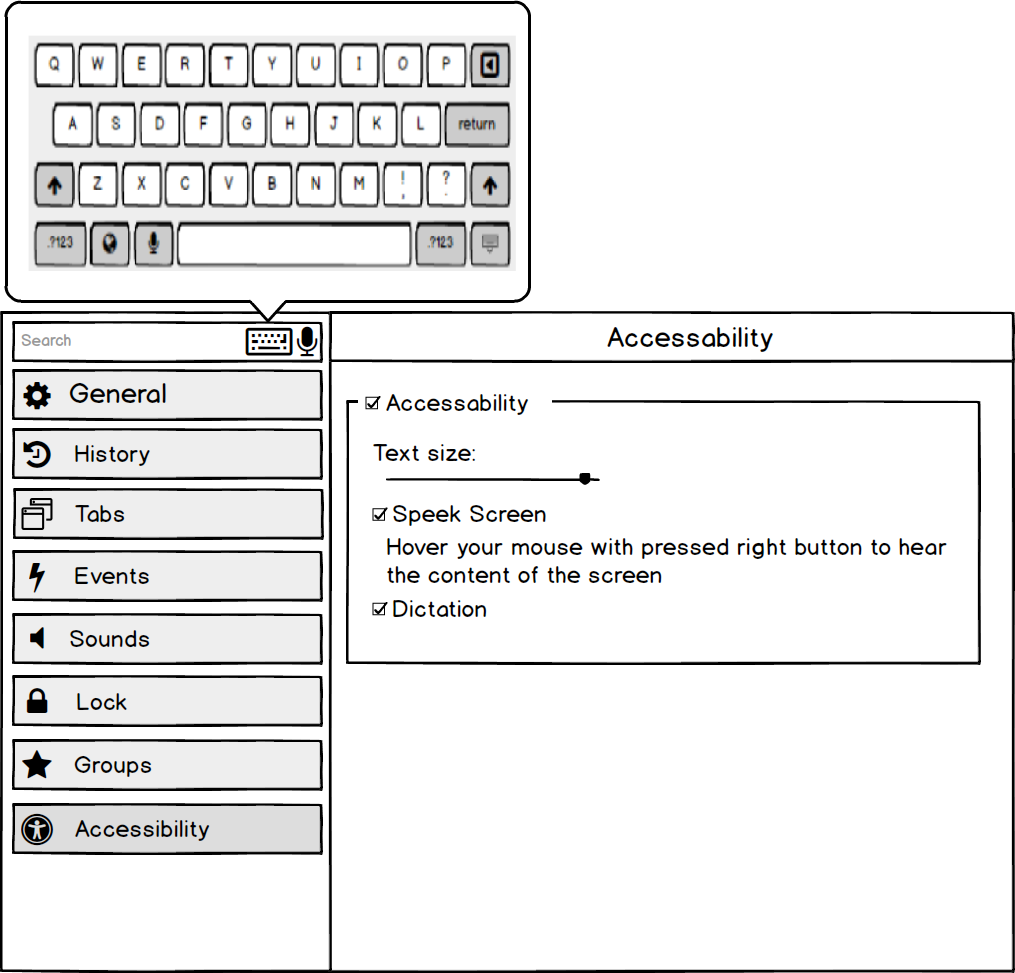 Q W E R T Y U I O P
A S D F G H J K L return
Z X C V B N M ! , ? .
.?123 .?123
Search
Accessability
General
History
Tabs
Events
Sounds
Lock
Groups
Accessibility
Accessability
Text size:
Speek Screen
Hover your mouse with pressed right button to hear
the content of the screen
Dictation